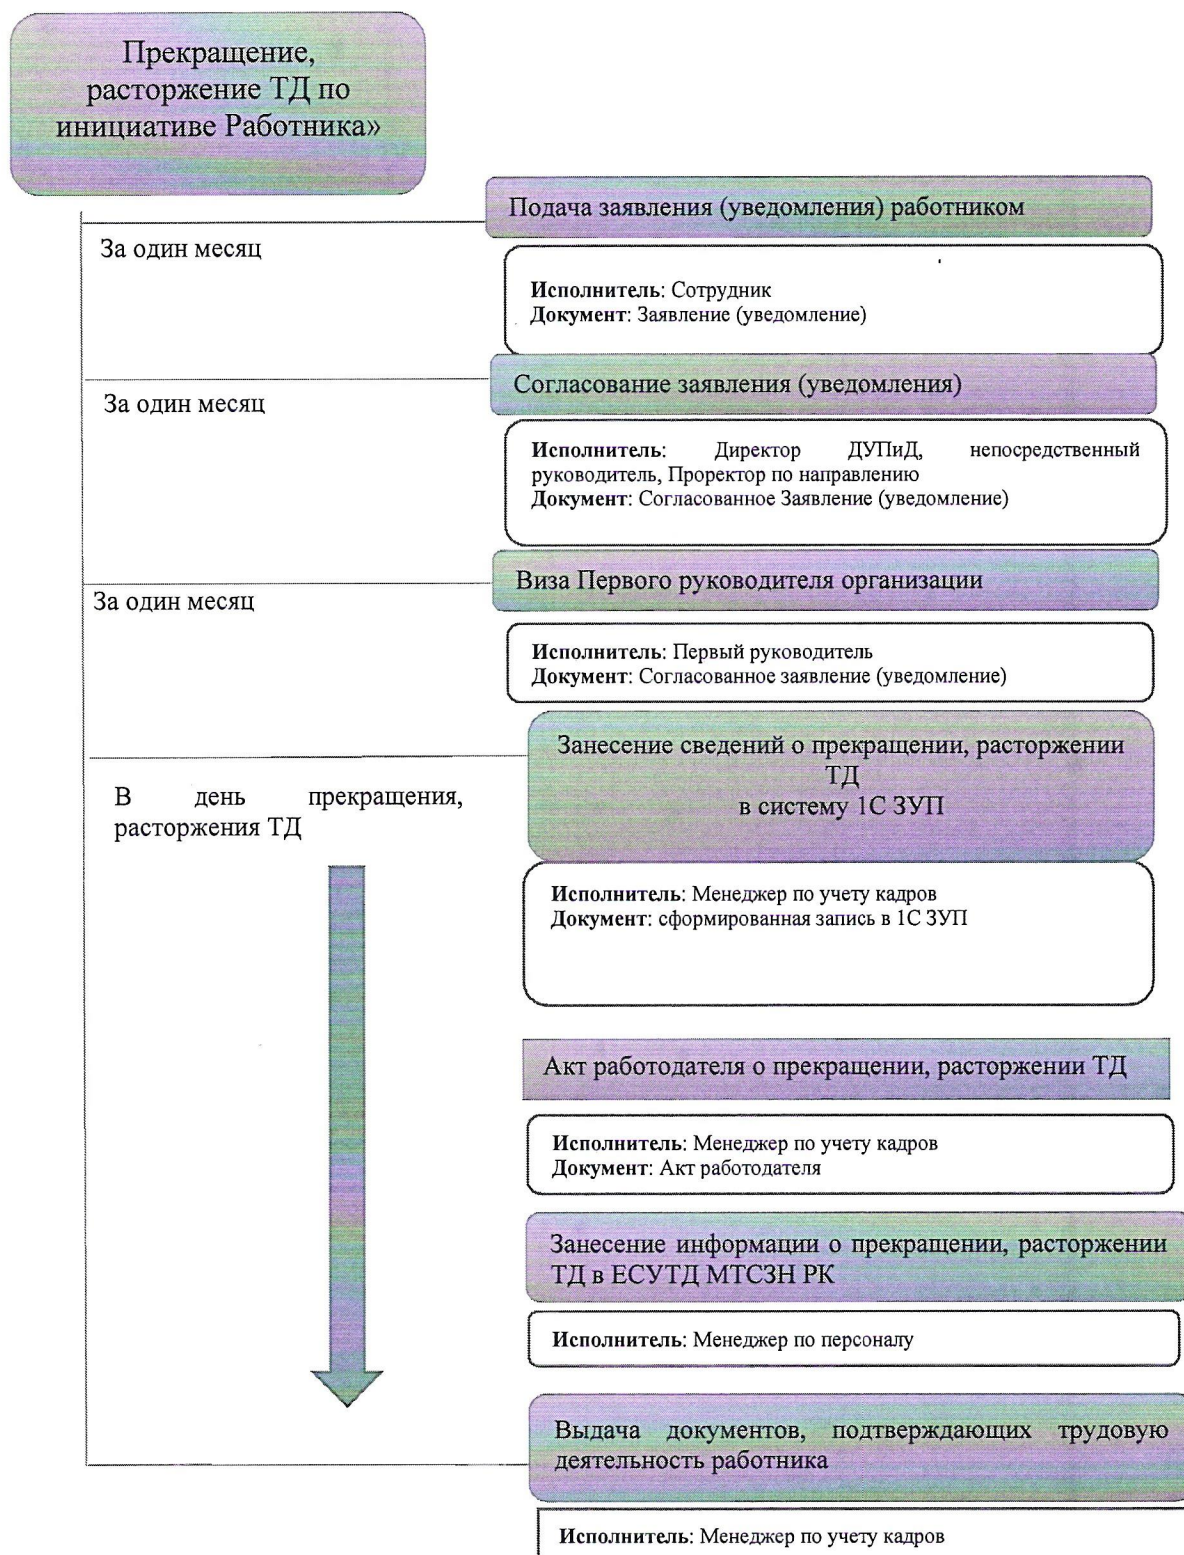 Прекращение,
расторжение ТД по
инициативе Работника»
Подача заявления (уведомления) работником
За один месяц
Исполнитель: Сотрудник
Документ: Заявление (уведомление)
Согласование заявления (уведомления)
За один месяц
Исполнитель: Директор ДУПиД, непосредственный
руководитель, Проректор по направлению
Документ: Согласованное Заявление (уведомление)
Виза Первого руководителя организации
За один месяц
Исполнитель: Первый руководитель
Документ: Согласованное заявление (уведомление)
Занесение сведений о прекращении, расторжении
ТД
в систему 1С ЗУП
В день прекращения,
расторжения ТД
Исполнитель: Менеджер по учету кадров
Документ: сформированная запись в 1С ЗУП
Акт работодателя о прекращении, расторжении ТД
Исполнитель: Менеджер по учету кадров
Документ: Акт работодателя
Занесение информации о прекращении, расторжении
ТД в ЕСУТД МТСЗН РК
Исполнитель: Менеджер по персоналу
Выдача документов, подтверждающих трудовую
деятельность работника
Исполнитель: Менеджер по учету кадров